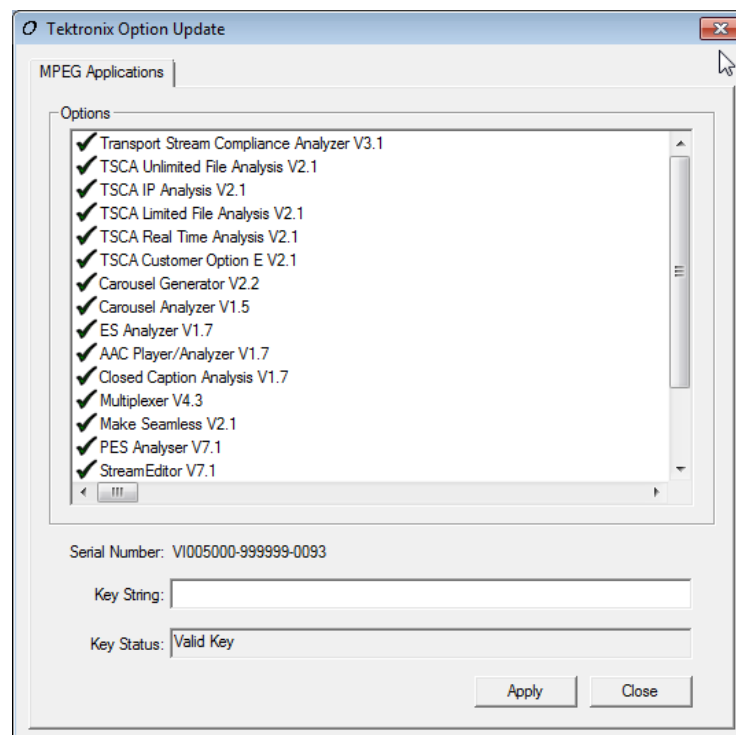 Tektronix Option Update
MPEG Applications
Options
Transport Stream Compliance Analyzer V3.1
TSCA Unlimited File Analysis V2.1
TSCA IP Analysis V2.1
TSCA Limited File Analysis V2.1
TSCA Real Time Analysis V2.1
TSCA Customer Option E V2.1
Carousel Generator V2.2
Carousel Analyzer V1.5
ES Analyzer V1.7
AAC Player/Analyzer V1.7
Closed Caption Analysis V1.7
Multiplexer V4.3
Make Seamless V2.1
PES Analyser V7.1
StreamEditor V7.1
Serial Number: VI005000-999999-0093
Key String:
Key Status: Valid Key
Apply Close